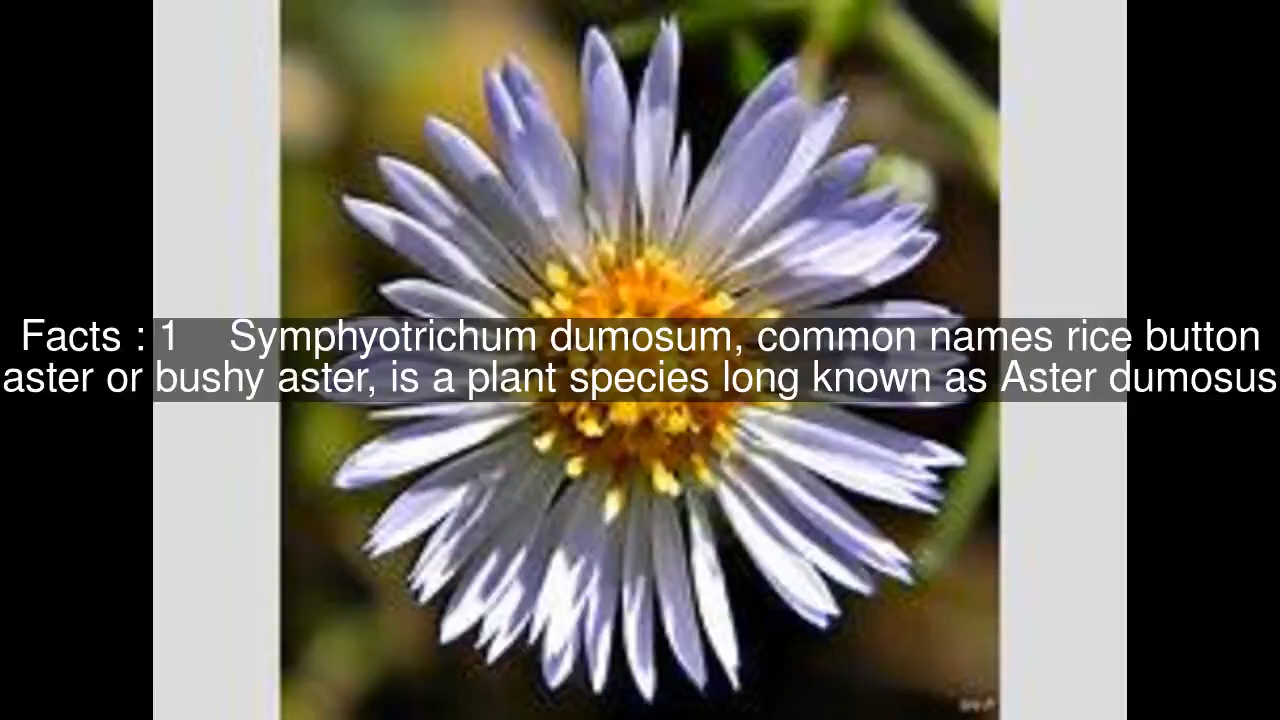 Facts : 1 Symphyotrichum dumosum, common names rice button
aster or bushy aster, is a plant species long known as Aster dumosus